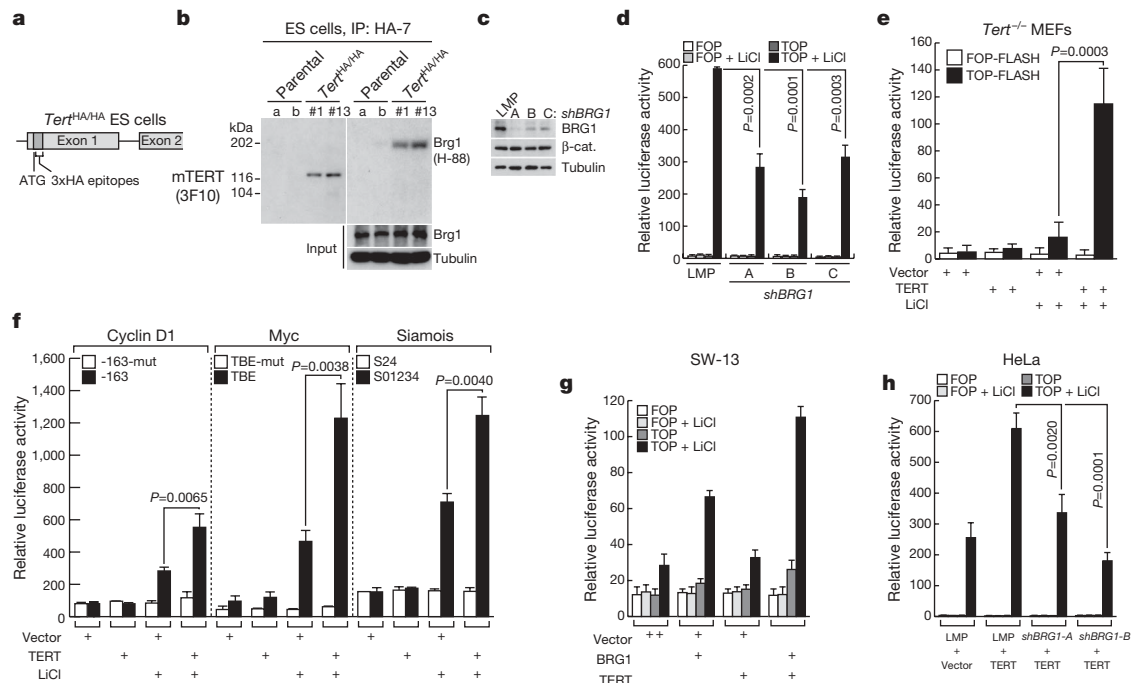 a
Tert HA/HA ES cells
Exon 1
Exon 2
ATG 3xHA epitopes
b
ES cells, IP: HA-7
Parental
Tert HA/HA
Parental
Tert HA/HA
a b #1 #13 a b #1 #13
kDa
202
116
104
mTERT
(3F10)
Brg1
(H-88)
Input
Brg1
Tubulin
c
LMP A B C: shBRG1
BRG1
β-cat.
Tubulin
d
FOP TOP
FOP + LiCl TOP + LiCl
Relative luciferase activity
600
500
400
300
200
100
0
P=0.0002
P=0.0001
P=0.0003
LMP A B C
shBRG1
e
Tert–/– MEFs
P=0.0003
FOP-FLASH
TOP-FLASH
Relative luciferase activity
160
140
120
100
80
60
40
20
0
Vector + + + +
TERT + + + +
LiCl + + + +
f
Cyclin D1 Myc Siamois
-163-mut
-163
TBE-mut
TBE
S24
S01234
P=0.0065
P=0.0038
P=0.0040
Relative luciferase activity
1,600
1,400
1,200
1,000
800
600
400
200
0
Vector + + + + + +
TERT + + + + + +
LiCl + + + + + +
g
SW-13
FOP
FOP + LiCl
TOP
TOP + LiCl
Relative luciferase activity
120
100
80
60
40
20
0
Vector ++ + +
BRG1 + +
TERT + +
h
HeLa
FOP TOP
FOP + LiCl TOP + LiCl
Relative luciferase activity
700
600
500
400
300
200
100
0
P=0.0020
P=0.0001
LMP LMP shBRG1-A shBRG1-B
+ + + +
Vector TERT TERT TERT